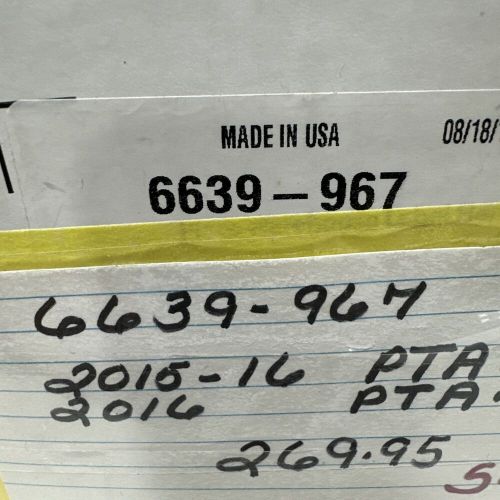 MADE IN USA 08/18/
6639-967
6639-967
2015-16 PTA
2016 PTA.
269.95
S